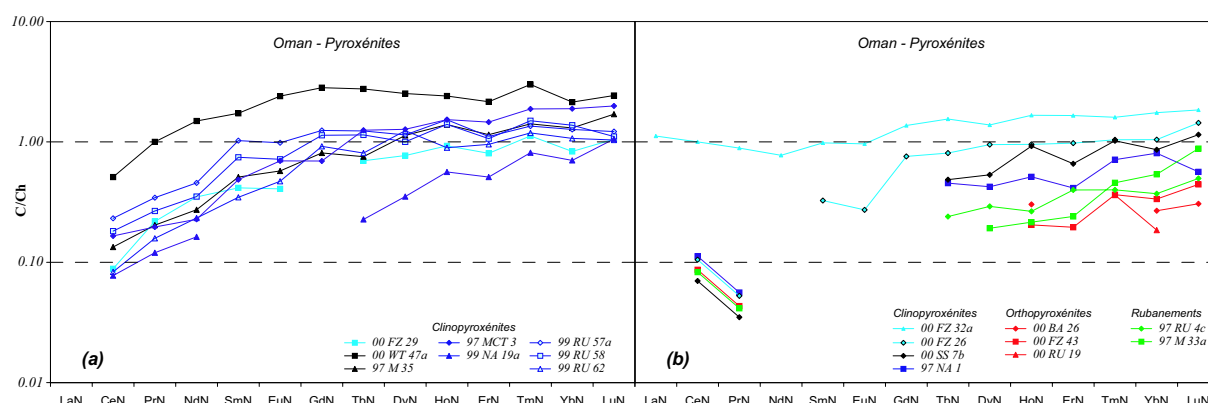 10.00
Oman - Pyroxénites
Oman - Pyroxénites
1.00
C/Ch
0.10
Clinopyroxénites
00 FZ 29
97 MCT 3
99 RU 57a
00 WT 47a
99 NA 19a
99 RU 58
97 M 35
99 RU 62
(a)
Clinopyroxénites
Orthopyroxénites
Rubanements
00 FZ 32a
00 BA 26
97 RU 4c
00 FZ 26
00 FZ 43
97 M 33a
00 SS 7b
00 RU 19
97 NA 1
(b)
0.01
LaN CeN PrN NdN SmN EuN GdN TbN DyN HoN ErN TmN YbN LuN
LaN CeN PrN NdN SmN EuN GdN TbN DyN HoN ErN TmN YbN LuN